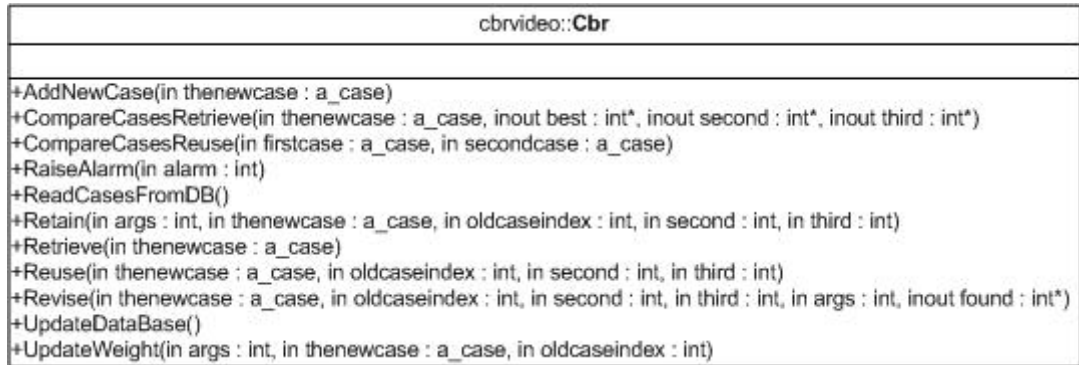 cbrvideo::Cbr
+AddNewCase(in thenewcase : a_case)
+CompareCasesRetrieve(in thenewcase : a_case, inout best : int*, inout second : int*, inout third : int*)
+CompareCasesReuse(in firstcase : a_case, in secondcase : a_case)
+RaiseAlarm(in alarm : int)
+ReadCasesFromDB()
+Retain(in args : int, in thenewcase : a_case, in oldcaseindex : int, in second : int, in third : int)
+Retrieve(in thenewcase : a_case)
+Reuse(in thenewcase : a_case, in oldcaseindex : int, in second : int, in third : int)
+Revise(in thenewcase : a_case, in oldcaseindex : int, in second : int, in third : int, in args : int, inout found : int*)
+UpdateDataBase()
+UpdateWeight(in args : int, in thenewcase : a_case, in oldcaseindex : int)